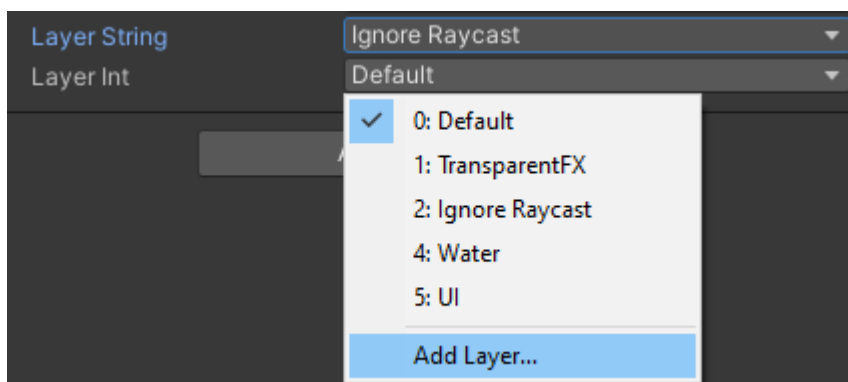 Layer String Ignore Raycast
Layer Int Default
0: Default
1: TransparentFX
2: Ignore Raycast
4: Water
5: UI
Add Layer...